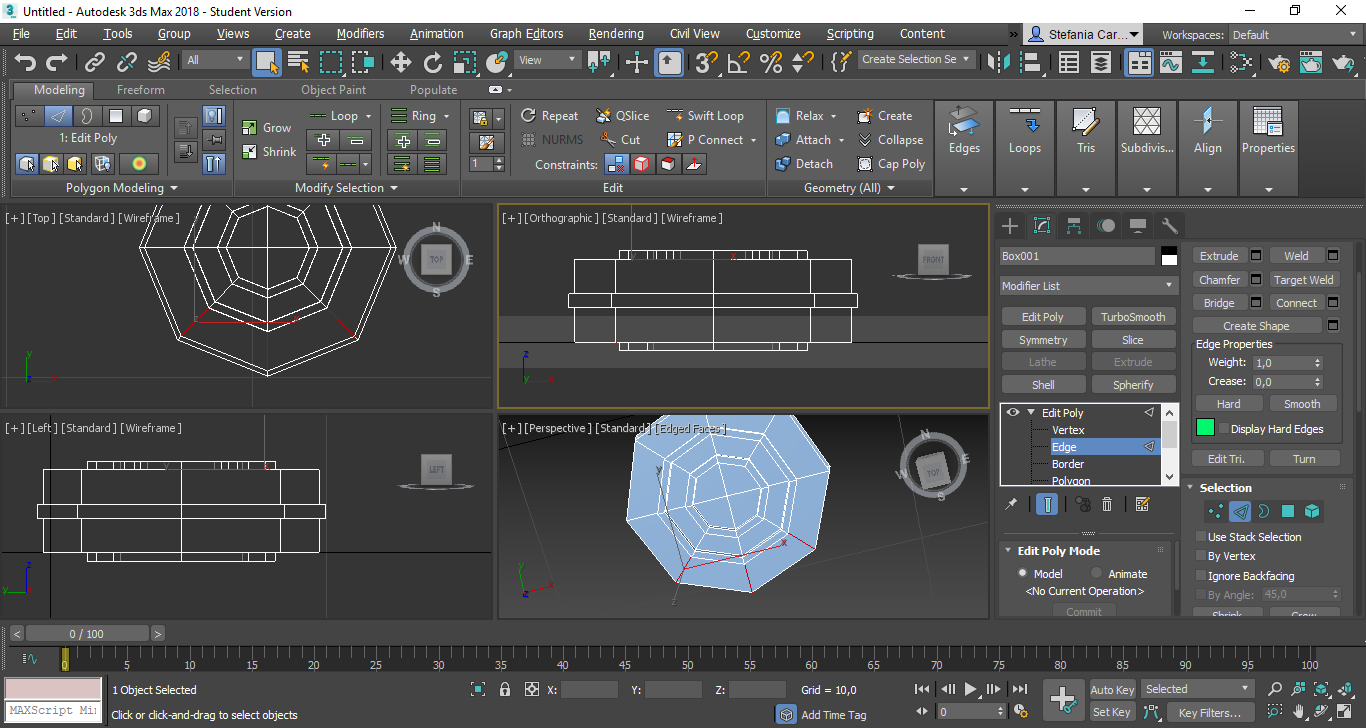 Untitled - Autodesk 3ds Max 2018 - Student Version
File Edit Tools Group Views Create Modifiers Animation Graph Editors Rendering Civil View Customize Scripting Content » Stefania Car... Workspaces: Default
All View Create Selection Se
Modeling Freeform Selection Object Paint Populate
1: Edit Poly
Polygon Modeling
Grow
Shrink
Loop Ring
Modify Selection
1
Repeat QSlice Swift Loop
NURMS Cut P Connect
Constraints:
Edit
Relax Create
Attach Collapse
Detach Cap Poly
Geometry (All)
Edges Loops Tris Subdivis... Align Properties
[+] [Top] [Standard] [Wireframe]
N
W TOP E
S
[+] [Orthographic] [Standard] [Wireframe]
FRONT
x
y
x
z
y
x
[+] [Left] [Standard] [Wireframe]
LEFT
y
x
z
y
[+] [Perspective] [Standard] [Edged Faces]
N
W TOP E
S
y
x
z
y
z
x
Box001
Modifier List
Edit Poly TurboSmooth
Symmetry Slice
Lathe Extrude
Shell Spherify
Edit Poly
Vertex
Edge
Border
Polygon
Edit Poly Mode
Model Animate
<No Current Operation>
Commit
Extrude Weld
Chamfer Target Weld
Bridge Connect
Create Shape
Edge Properties
Weight: 1,0
Crease: 0,0
Hard Smooth
Display Hard Edges
Edit Tri. Turn
Selection
Use Stack Selection
By Vertex
Ignore Backfacing
By Angle: 45,0
Shrink Grow
< 0 / 100 >
0 5 10 15 20 25 30 35 40 45 50 55 60 65 70 75 80 85 90 95 100
1 Object Selected X: Y: Z: Grid = 10,0 Auto Key Selected
MAXScript Mi Click or click-and-drag to select objects Add Time Tag 0 Set Key Key Filters...